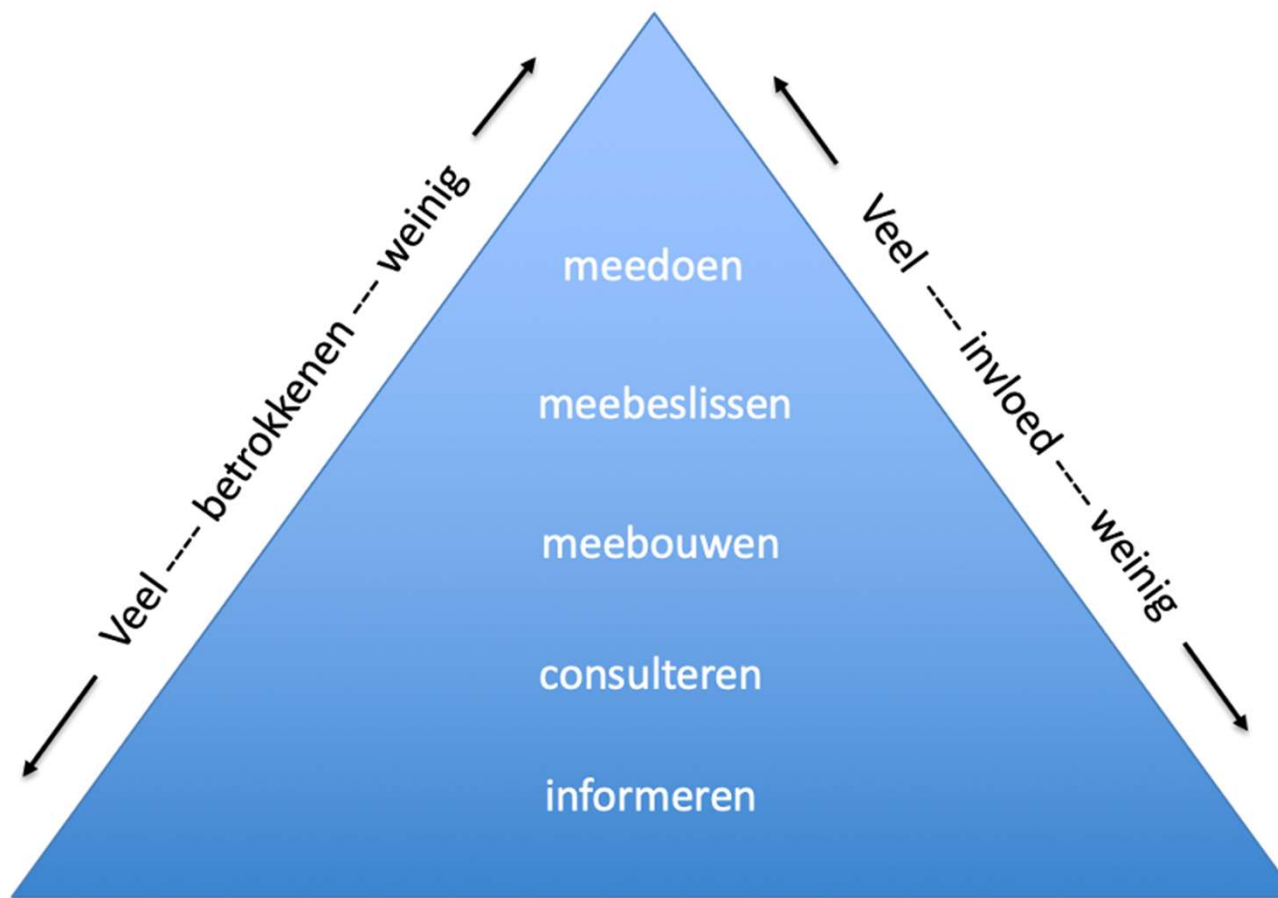 Veel ---- betrokkenen --- weinig
Veel ---- invloed ---- weinig
meedoen
meebeslissen
meebouwen
consulteren
informeren